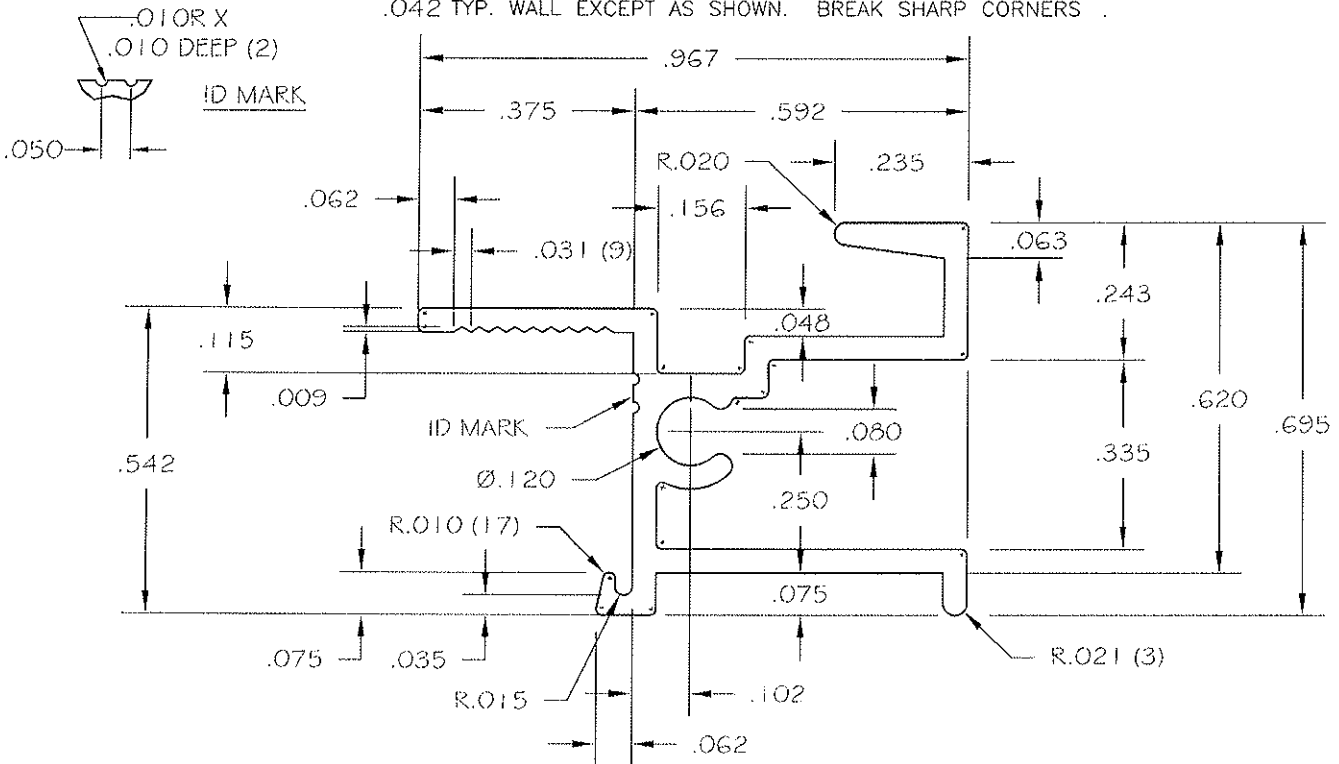 .042 TYP. WALL EXCEPT AS SHOWN. BREAK SHARP CORNERS .
.010R X
.010 DEEP (2)
ID MARK
.050
.967
.375
.592
R.020
.235
.062
.156
.031 (9)
.063
.243
.115
.048
.009
ID MARK
.080
.620
.695
.542
.335
Ø.120
.250
R.010 (17)
.075
.075
.035
R.021 (3)
R.015
.102
.062